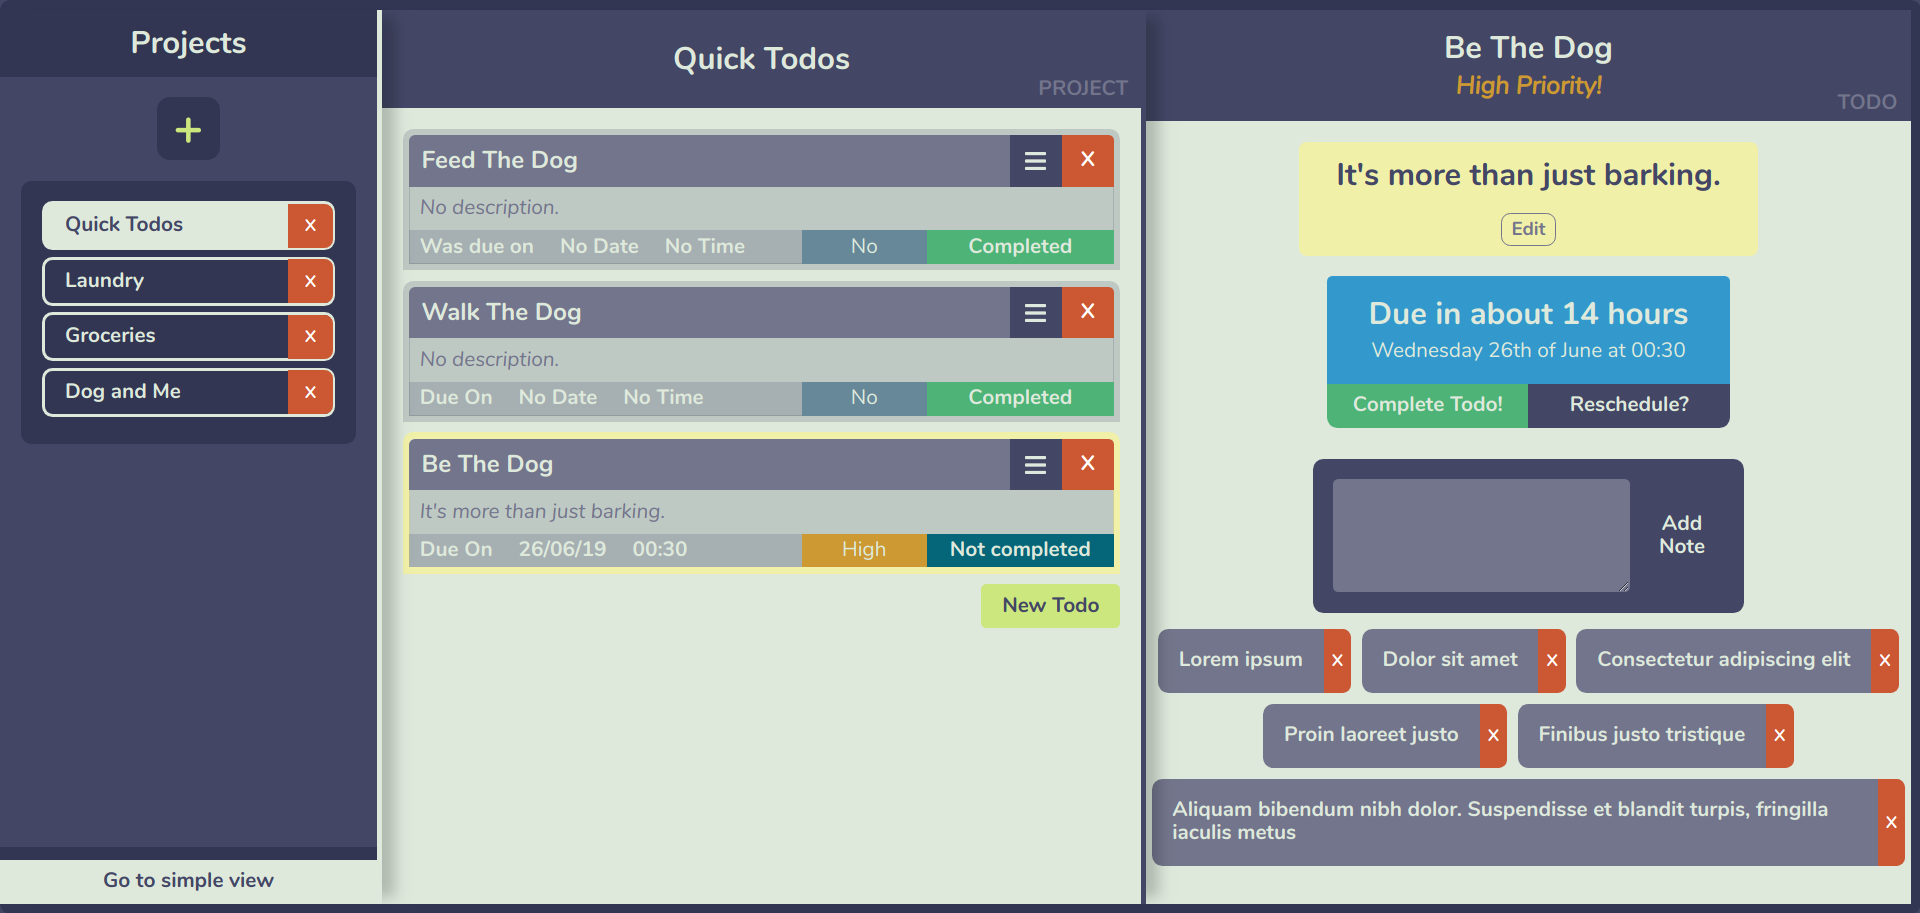 Projects
+
Quick Todos x
Laundry x
Groceries x
Dog and Me x
Go to simple view
Quick Todos
PROJECT
Feed The Dog X
No description.
Was due on No Date No Time No Completed
Walk The Dog X
No description.
Due On No Date No Time No Completed
Be The Dog X
It's more than just barking.
Due On 26/06/19 00:30 High Not completed
New Todo
Be The Dog
High Priority!
TODO
It's more than just barking.
Edit
Due in about 14 hours
Wednesday 26th of June at 00:30
Complete Todo! Reschedule?
Add
Note
Lorem ipsum x Dolor sit amet x Consectetur adipiscing elit x
Proin laoreet justo x Finibus justo tristique x
Aliquam bibendum nibh dolor. Suspendisse et blandit turpis, fringilla
iaculis metus x